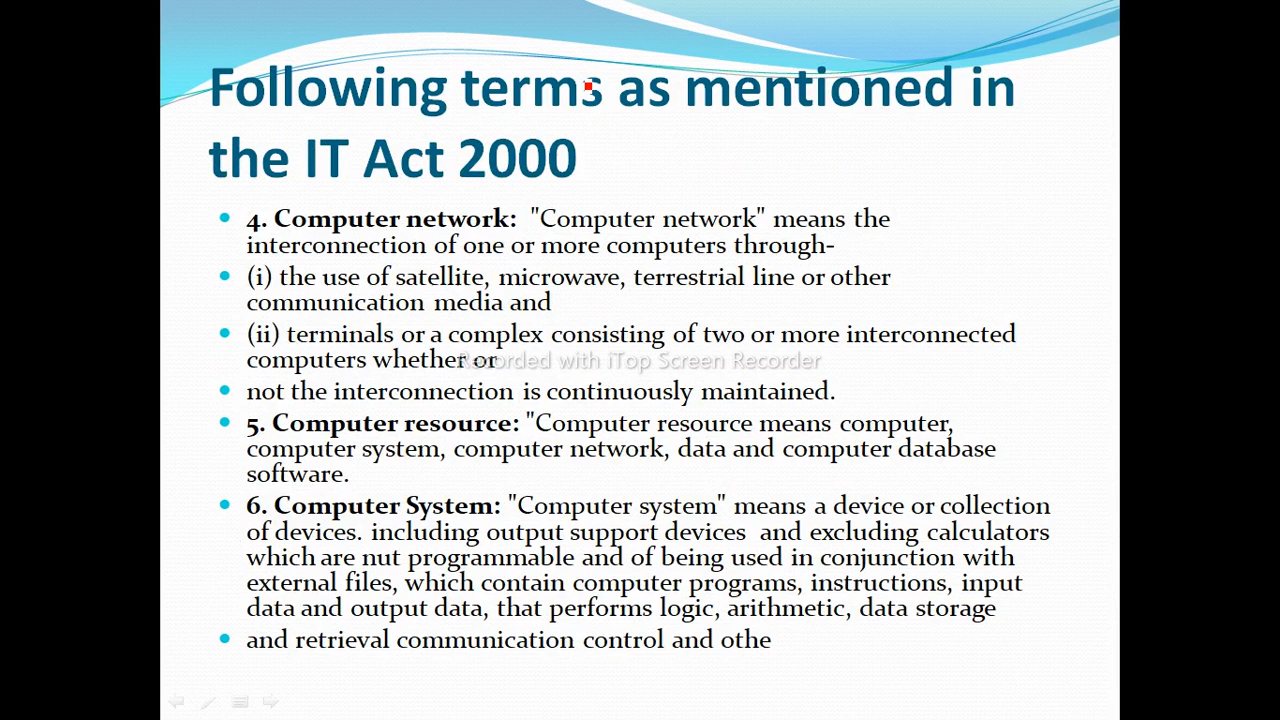 Following terms as mentioned in
the IT Act 2000
4. Computer network: "Computer network" means the
interconnection of one or more computers through-
(i) the use of satellite, microwave, terrestrial line or other
communication media and
(ii) terminals or a complex consisting of two or more interconnected
computers whether or
Recorded with iTop Screen Recorder
not the interconnection is continuously maintained.
5. Computer resource: "Computer resource means computer,
computer system, computer network, data and computer database
software.
6. Computer System: "Computer system" means a device or collection
of devices. including output support devices  and excluding calculators
which are nut programmable and of being used in conjunction with
external files, which contain computer programs, instructions, input
data and output data, that performs logic, arithmetic, data storage
and retrieval communication control and othe